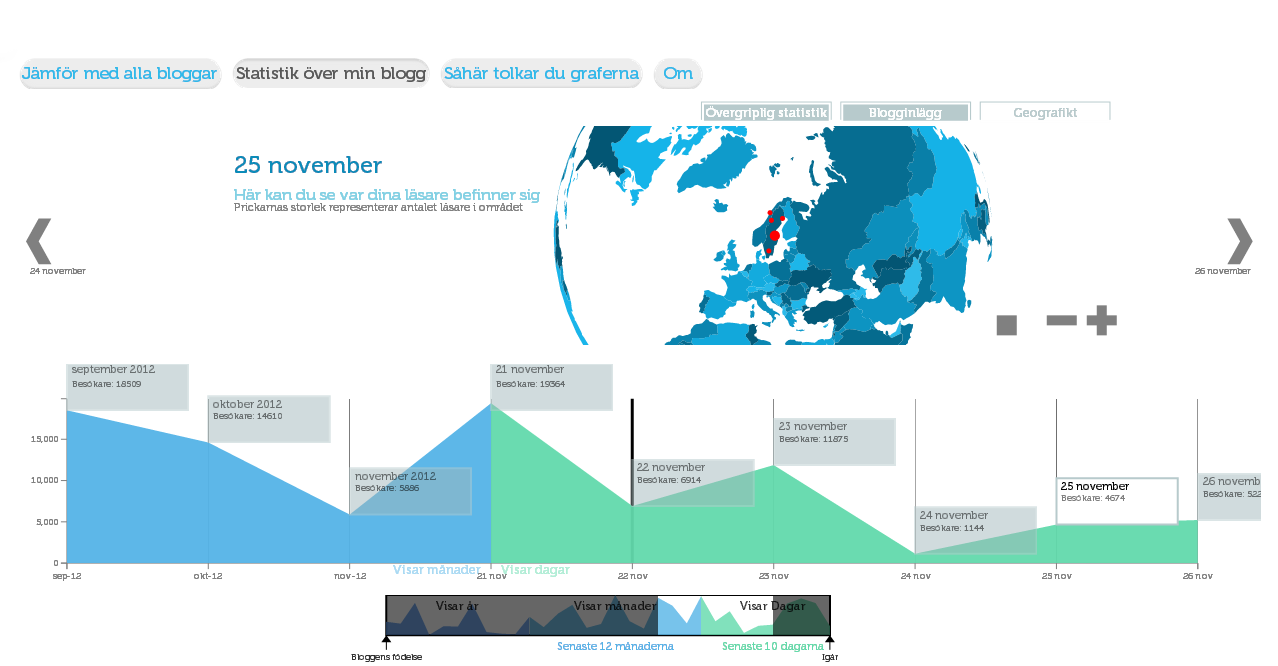 Jämför med alla bloggar
Statistik över min blogg
Såhär tolkar du graferna
Om
Övergriplig statistik
Blogginlägg
Geografikt
25 november
Här kan du se var dina läsare befinner sig
Prickarnas storlek representerar antalet läsare i området
24 november
26 november
september 2012
Besökare: 18509
oktober 2012
Besökare: 14610
november 2012
Besökare: 5886
21 november
Besökare: 19364
22 november
Besökare: 6914
23 november
Besökare: 11875
24 november
Besökare: 1144
25 november
Besökare: 4674
26 novemb
Besökare: 522
15,000
10,000
5,000
0
sep-12
okt-12
nov-12
21 nov
22 nov
23 nov
24 nov
25 nov
26 nov
Visar månader
Visar dagar
Visar år
Visar månader
Visar Dagar
Senaste 12 månaderna
Senaste 10 dagarna
Bloggens födelse
Igår